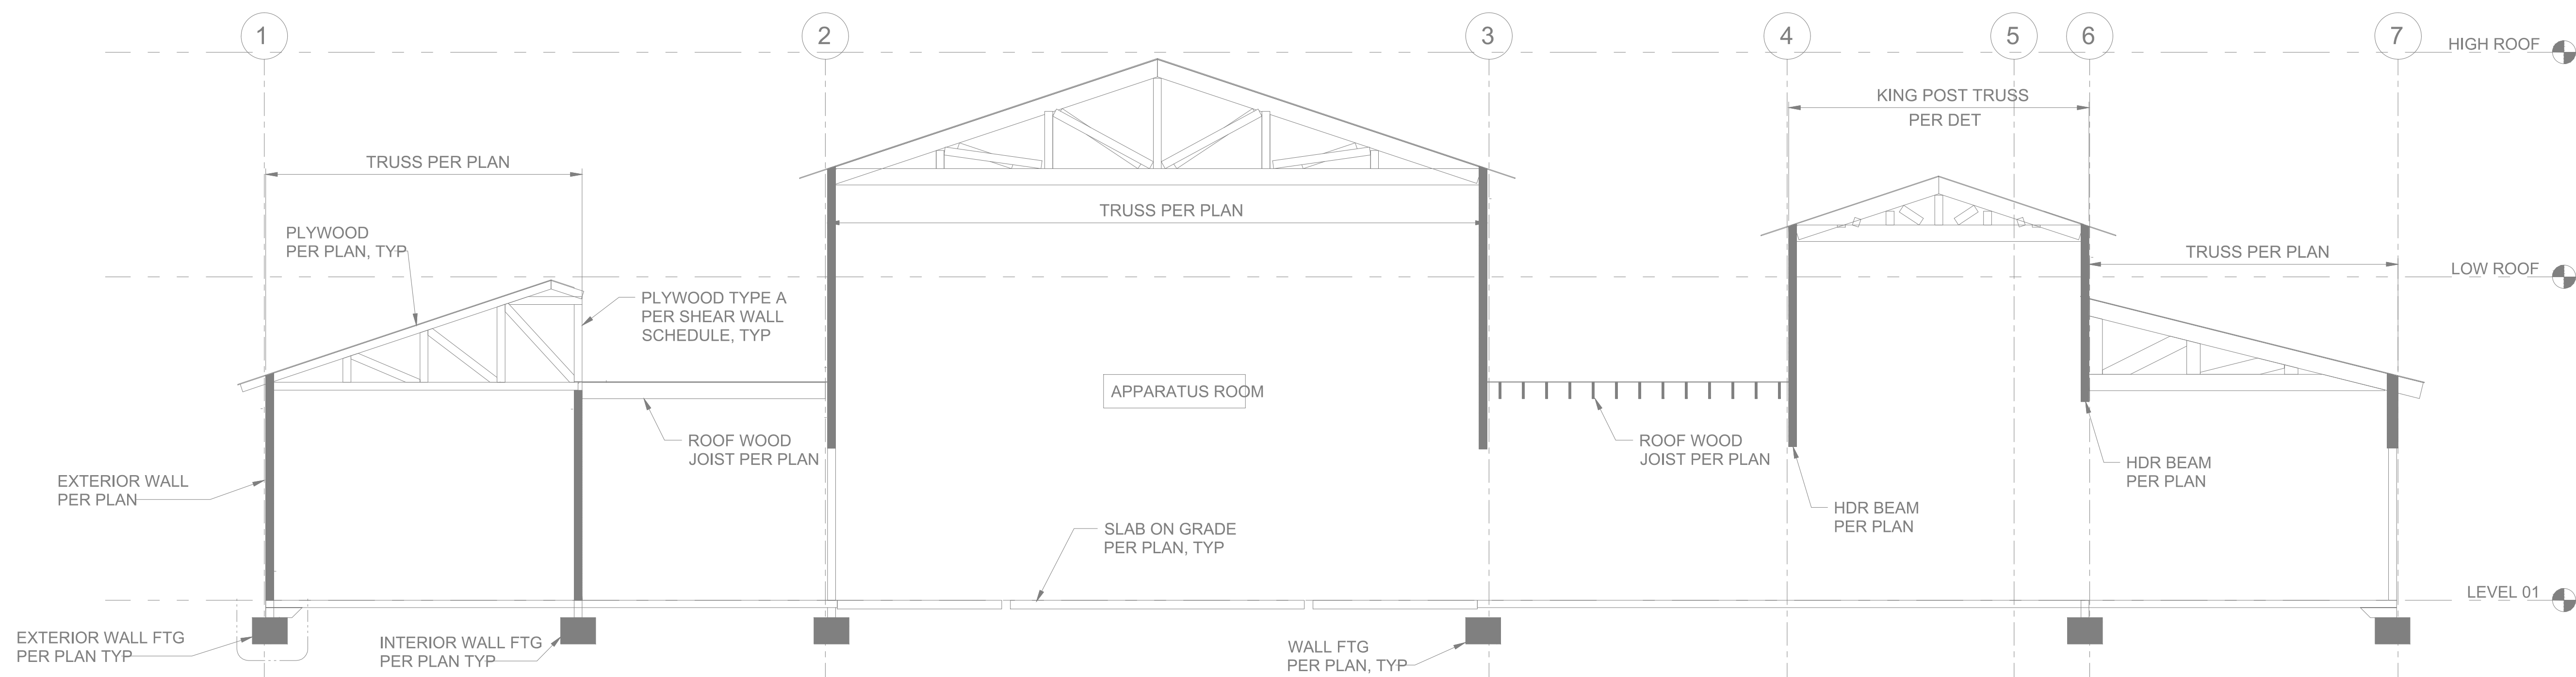 1
2
3
4
5
6
7
HIGH ROOF
KING POST TRUSS
PER DET
TRUSS PER PLAN
TRUSS PER PLAN
PLYWOOD
PER PLAN, TYP
TRUSS PER PLAN
LOW ROOF
PLYWOOD TYPE A
PER SHEAR WALL
SCHEDULE, TYP
APPARATUS ROOM
ROOF WOOD
JOIST PER PLAN
ROOF WOOD
JOIST PER PLAN
HDR BEAM
PER PLAN
EXTERIOR WALL
PER PLAN
HDR BEAM
PER PLAN
SLAB ON GRADE
PER PLAN, TYP
LEVEL 01
EXTERIOR WALL FTG
PER PLAN TYP
INTERIOR WALL FTG
PER PLAN TYP
WALL FTG
PER PLAN, TYP